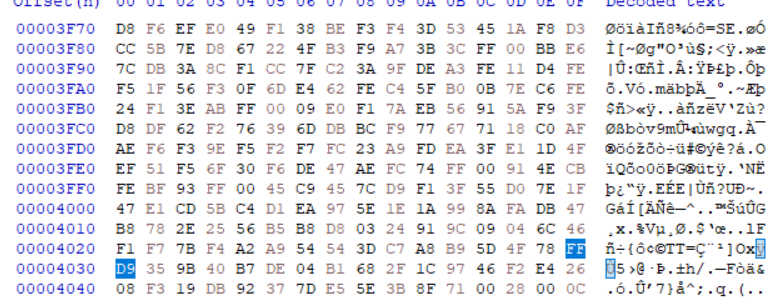 Offset(h) 00 01 02 03 04 05 06 07 08 09 0A 0B 0C 0D 0E 0F Decoded text
00003F70 D8 F6 EF E0 49 F1 38 BE F3 F4 3D 53 45 1A F8 D3 ØöïàIñ8¾óô=SE.øÓ
00003F80 CC 5B 7E D8 67 22 4F B3 F9 A7 3B 3C FF 00 BB E6 Ì[~Øg"O³ù§;<ÿ.»æ
00003F90 7C DB 3A 8C F1 CC 7F C2 3A 9F DE A3 FE 11 D4 FE |Û:ŒñÌ.Â:ŸÞ£þ.Ôþ
00003FA0 F5 1F 56 F3 0F 6D E4 62 FE C4 5F B0 0B 7E C6 FE õ.Vó.mäbþÄ_°.~Æþ
00003FB0 24 F1 3E AB FF 00 09 E0 F1 7A EB 56 91 5A F9 3F $ñ>«ÿ..àñzëV‘Zù?
00003FC0 D8 DF 62 F2 76 39 6D DB BC F9 77 67 71 18 C0 AF Øßbòv9mÛ¼ùwgq.À¯
00003FD0 AE F6 F3 9E F5 F2 F7 FC 23 A9 FD EA 3F E1 1D 4F ®öóžõò÷ü#©ýê?á.O
00003FE0 EF 51 F5 6F 30 F6 DE 47 AE FC 74 FF 00 91 4E CB ïQõo0öÞG®ütÿ.‘NË
00003FF0 FE BF 93 FF 00 45 C9 45 7C D9 F1 3F 55 D0 7E 1F þ¿“ÿ.EÉE|Ùñ?UÐ~.
00004000 47 E1 CD 5B C4 D1 EA 97 5E 1E 1A 99 8A FA DB 47 GáÍ[ÄÑê—^..™ŠúÛG
00004010 B8 78 2E 25 56 B5 B8 D8 03 24 91 9C 09 04 6C 46 ¸x.%Vµ¸Ø.$‘œ..lF
00004020 F1 F7 7B F4 A2 A9 54 54 3D C7 A8 B9 5D 4F 78 FF ñ÷{ô¢©TT=Ç¨¹]Oxÿ
00004030 D9 35 9B 40 B7 DE 04 B1 68 2F 1C 97 46 F2 E4 26 Ù5›@·Þ.±h/.—Fòä&
00004040 08 F3 19 DB 92 37 7D E5 5E 3B 8F 71 00 28 00 0C .ó.Û’7}å^;.q.(..